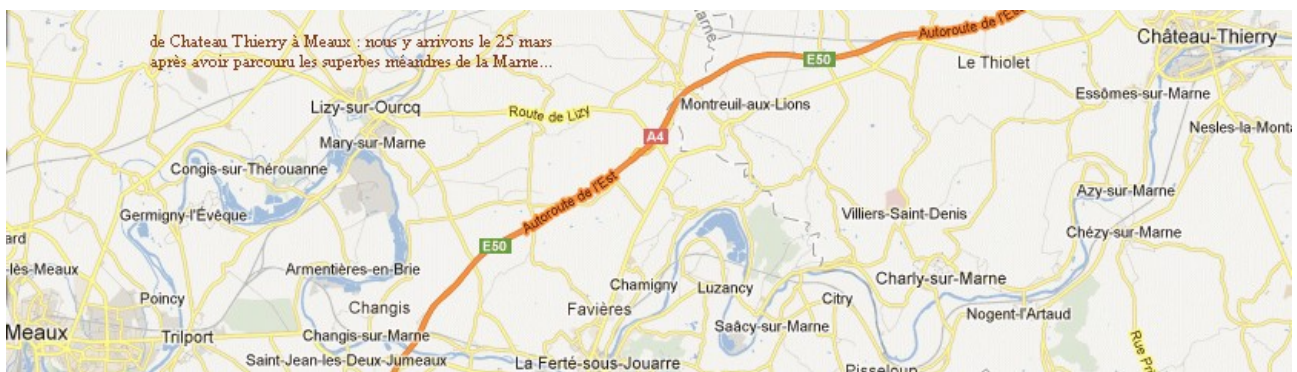 de Chateau Thierry à Meaux : nous y arrivons le 25 mars
après avoir parcouru les superbes méandres de la Marne...
Autoroute de l'Est
Château-Thierry
E50
Le Thiolet
Essômes-sur-Marne
Lizy-sur-Ourcq
Route de Lizy
Montreuil-aux-Lions
Nesles-la-Monta
A4
Mary-sur-Marne
Congis-sur-Thérouanne
Autoroute de l'Est
Azy-sur-Marne
Germigny-l'Évêque
Villiers-Saint-Denis
Chézy-sur-Marne
ard
E50
-lès-Meaux
Armentières-en-Brie
Charly-sur-Marne
Chamigny
Luzancy
Citry
Poincy
Changis
Favières
Nogent-l'Artaud
Meaux
Trilport
Changis-sur-Marne
Saâcy-sur-Marne
Rue Pri
Saint-Jean-les-Deux-Jumeaux
La Ferté-sous-Jouarre
Pisseloup